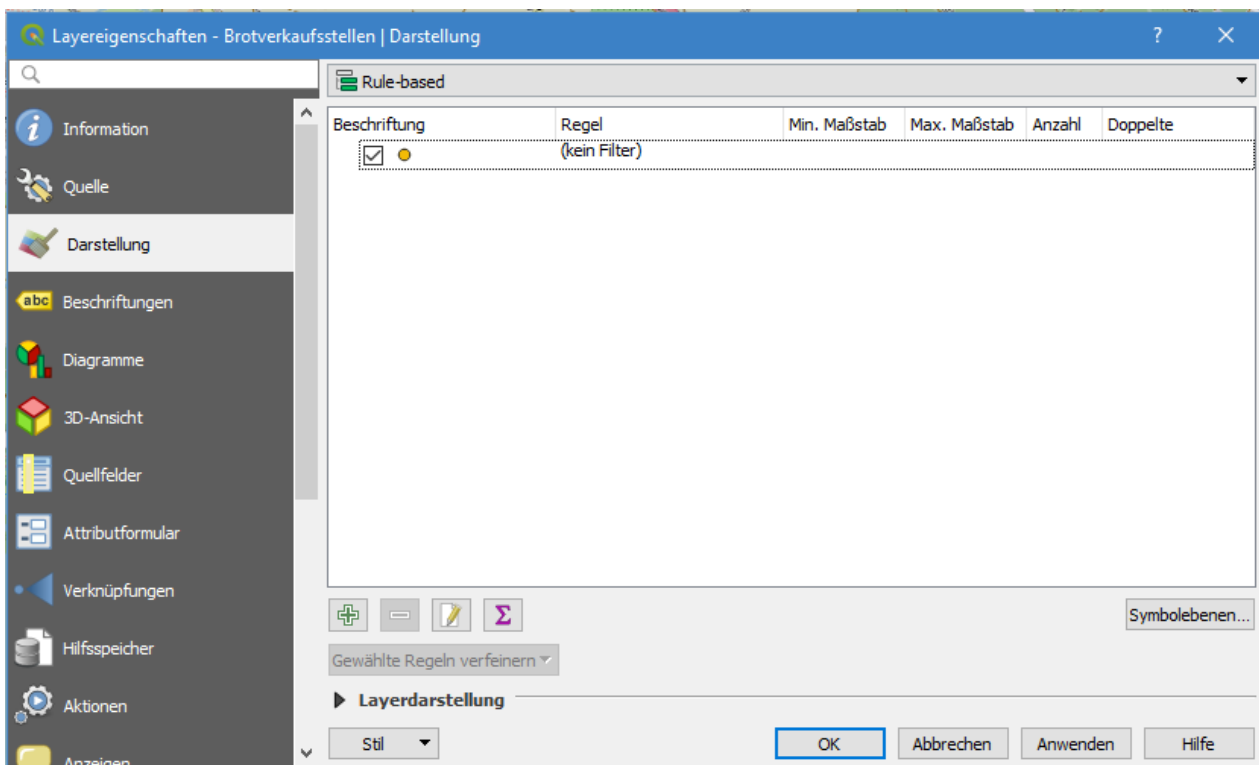 Layereigenschaften - Brotverkaufsstellen | Darstellung
Rule-based
Information
Quelle
Darstellung
abc Beschriftungen
Diagramme
3D-Ansicht
Quellfelder
Attributformular
Verknüpfungen
Hilfsspeicher
Aktionen
Anzeigen
Beschriftung Regel Min. Maßstab Max. Maßstab Anzahl Doppelte
(kein Filter)
Symbolebenen...
Gewählte Regeln verfeinern
Layerdarstellung
Stil OK Abbrechen Anwenden Hilfe